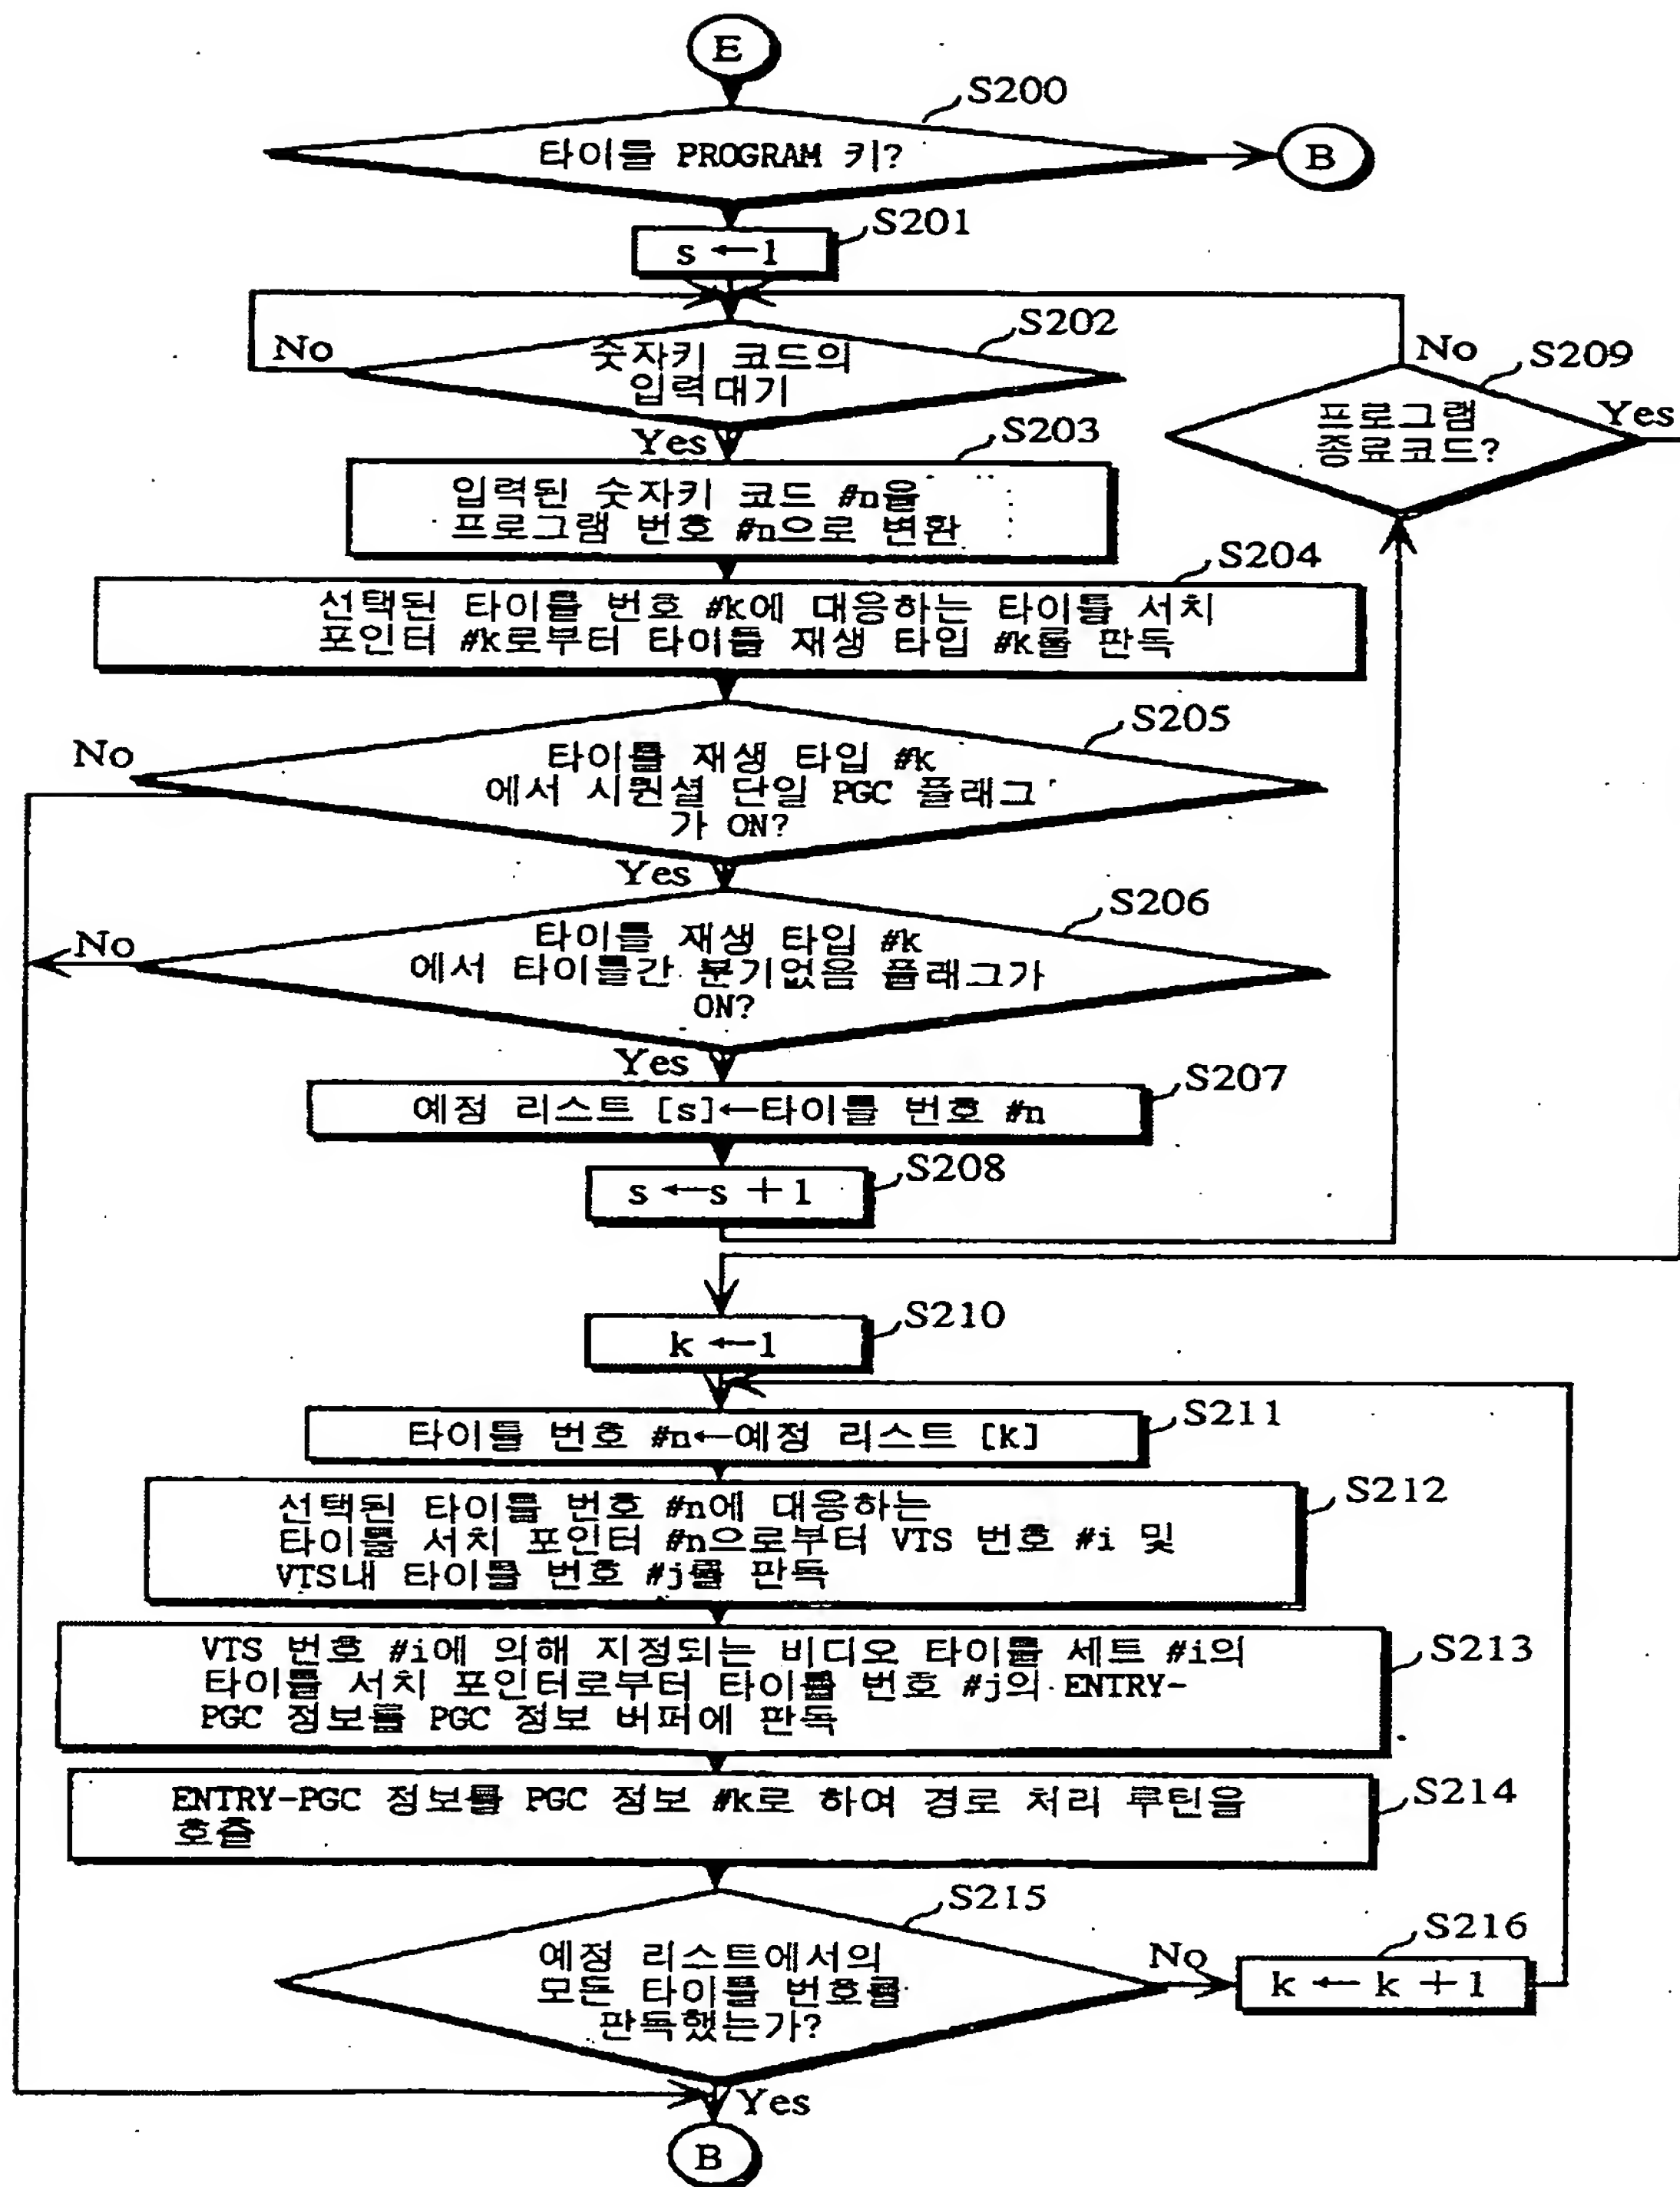 E
S200
타이틀 PROGRAM 키?
B
S201
s ←1
S202
No
숫자키 코드의
입력대기
Yes
No
S209
프로그램
종료코드?
Yes
S203
입력된 숫자키 코드 #n을
프로그램 번호 #n으로 변환
S204
선택된 타이틀 번호 #k에 대응하는 타이틀 서치
포인터 #k로부터 타이틀 재생 타입 #k를 판독
S205
No
타이틀 재생 타입 #k
에서 시퀀셜 단일 PGC 플래그
가 ON?
Yes
S206
No
타이틀 재생 타입 #k
에서 타이틀간 분기없음 플래그가
ON?
Yes
S207
예정 리스트 [s]←타이틀 번호 #n
S208
s ←s +1
S210
k ←1
S211
타이틀 번호 #n←예정 리스트 [k]
S212
선택된 타이틀 번호 #n에 대응하는
타이틀 서치 포인터 #n으로부터 VTS 번호 #i 및
VTS내 타이틀 번호 #j를 판독
S213
VTS 번호 #i에 의해 지정되는 비디오 타이틀 세트 #i의
타이틀 서치 포인터로부터 타이틀 번호 #j의 ENTRY-
PGC 정보를 PGC 정보 버퍼에 판독
S214
ENTRY-PGC 정보를 PGC 정보 #k로 하여 경로 처리 루틴을
호출
S215
예정 리스트에서의
모든 타이틀 번호를
판독했는가?
No
S216
k ← k +1
Yes
B